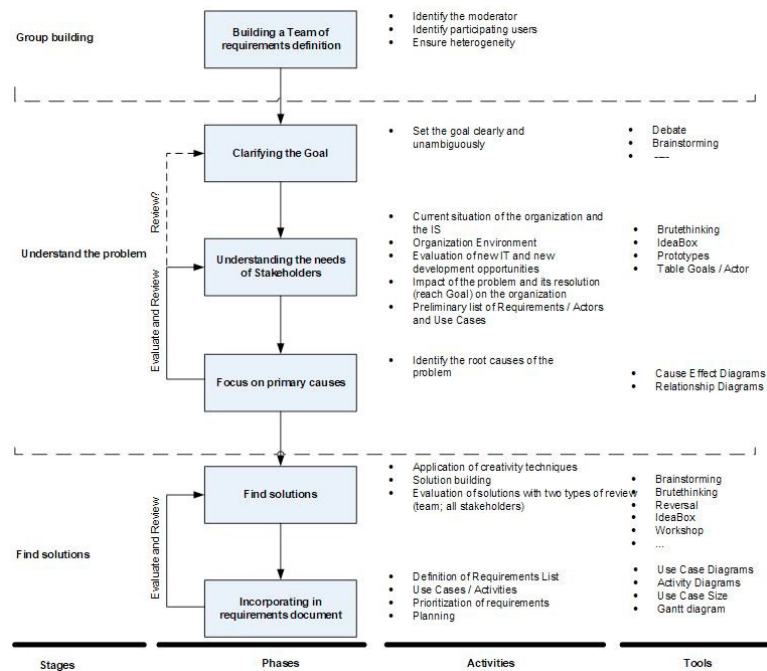 Group building
Building a Team of
requirements definition
• Identify the moderator
• Identify participating users
• Ensure heterogeneity
Clarifying the Goal
• Set the goal clearly and
unambiguously
• Debate
• Brainstorming
• ----
Review?
Understand the problem
Evaluate and Review
Understanding the needs
of Stakeholders
• Current situation of the organization and
the IS
• Organization Environment
• Evaluation of new IT and new
development opportunities
• Impact of the problem and its resolution
(reach Goal) on the organization
• Preliminary list of Requirements / Actors
and Use Cases
• Brutethinking
• IdeaBox
• Prototypes
• Table Goals / Actor
Focus on primary causes
• Identify the root causes of the
problem
• Cause Effect Diagrams
• Relationship Diagrams
Find solutions
Evaluate and Review
Find solutions
• Application of creativity techniques
• Solution building
• Evaluation of solutions with two types of review
(team; all stakeholders)
• Brainstorming
• Brutethinking
• Reversal
• IdeaBox
• Workshop
• ...
Incorporating in
requirements document
• Definition of Requirements List
• Use Cases / Activities
• Prioritization of requirements
• Planning
• Use Case Diagrams
• Activity Diagrams
• Use Case Size
• Gantt diagram
Stages
Phases
Activities
Tools